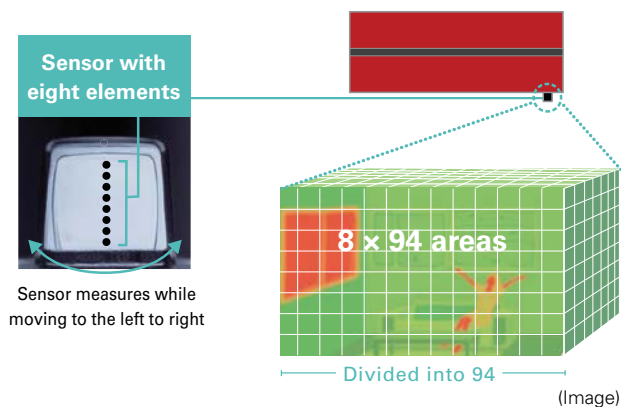 Sensor with
eight elements
8 × 94 areas
Sensor measures while
moving to the left to right
Divided into 94
(Image)